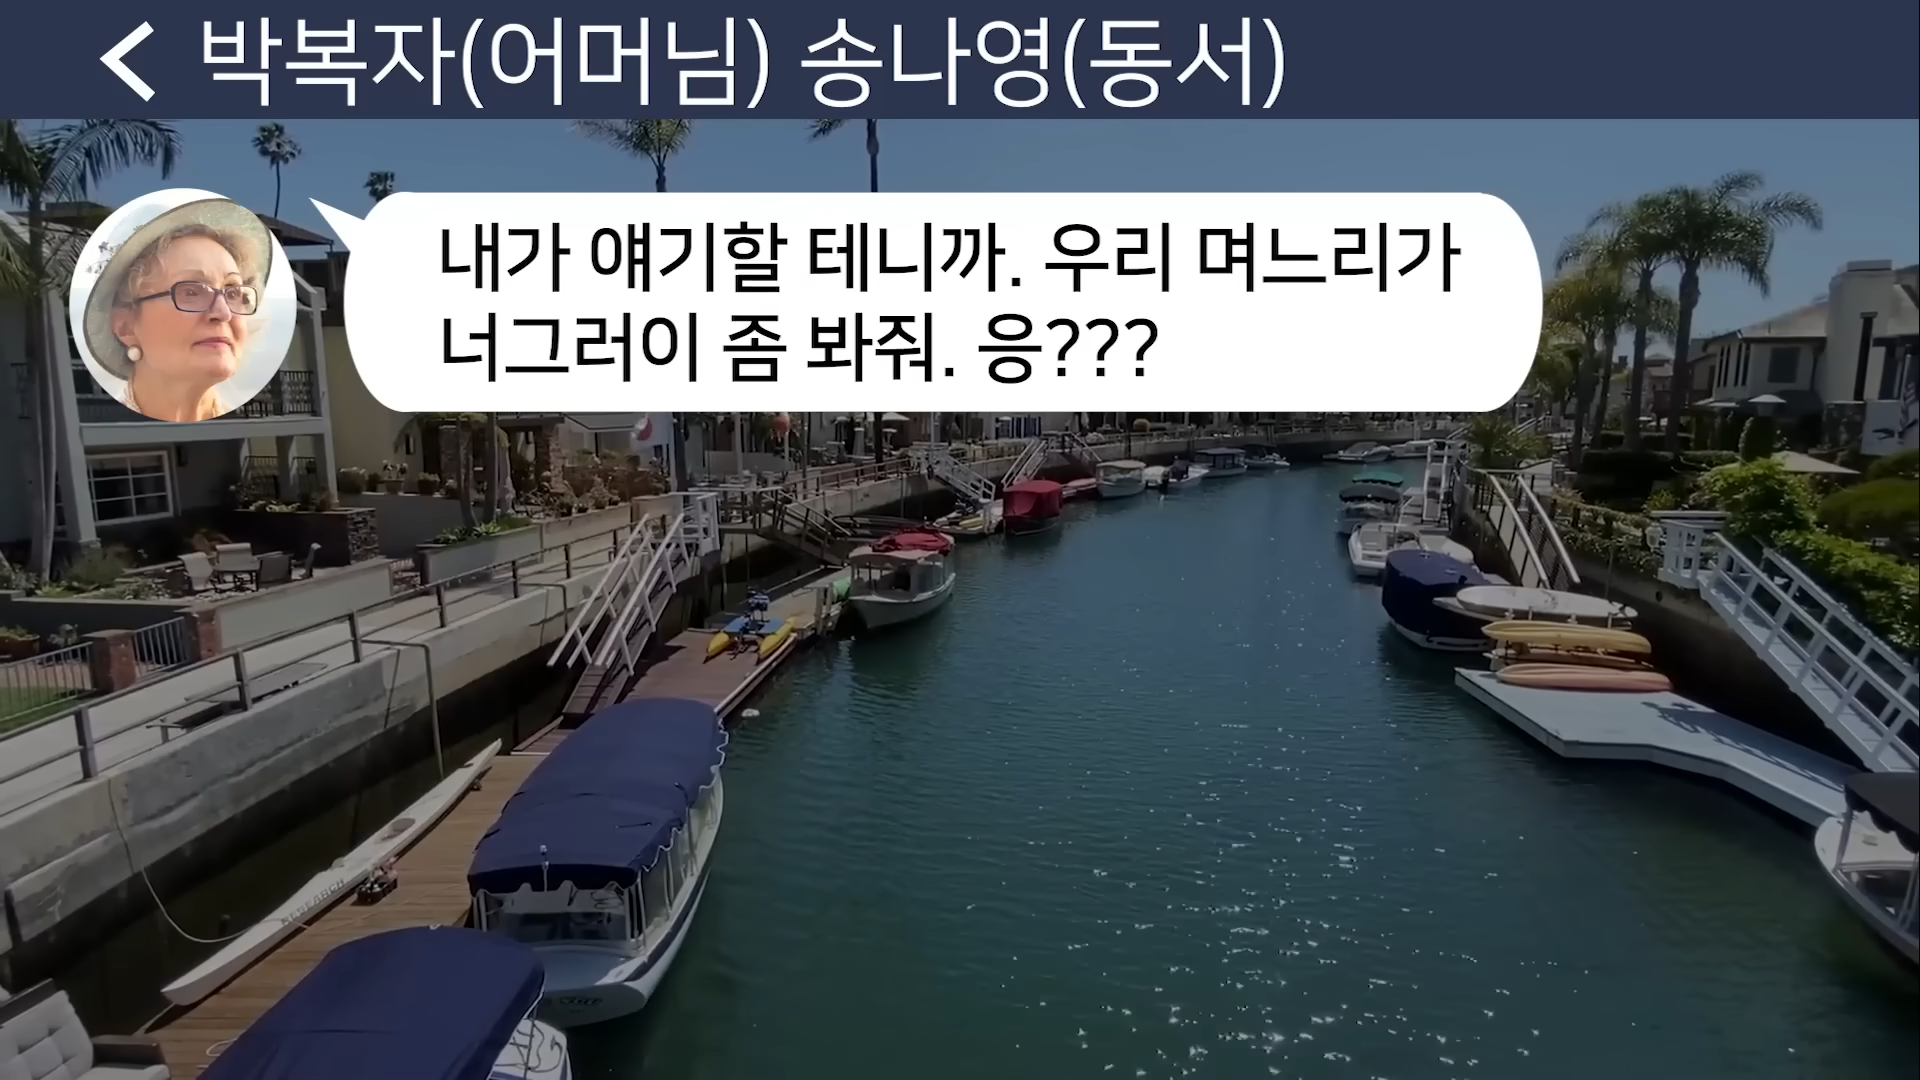 박복자(어머님) 송나영(동서)
내가 얘기할 테니까. 우리 며느리가
너그러이 좀 봐줘. 응???
RESEARCH